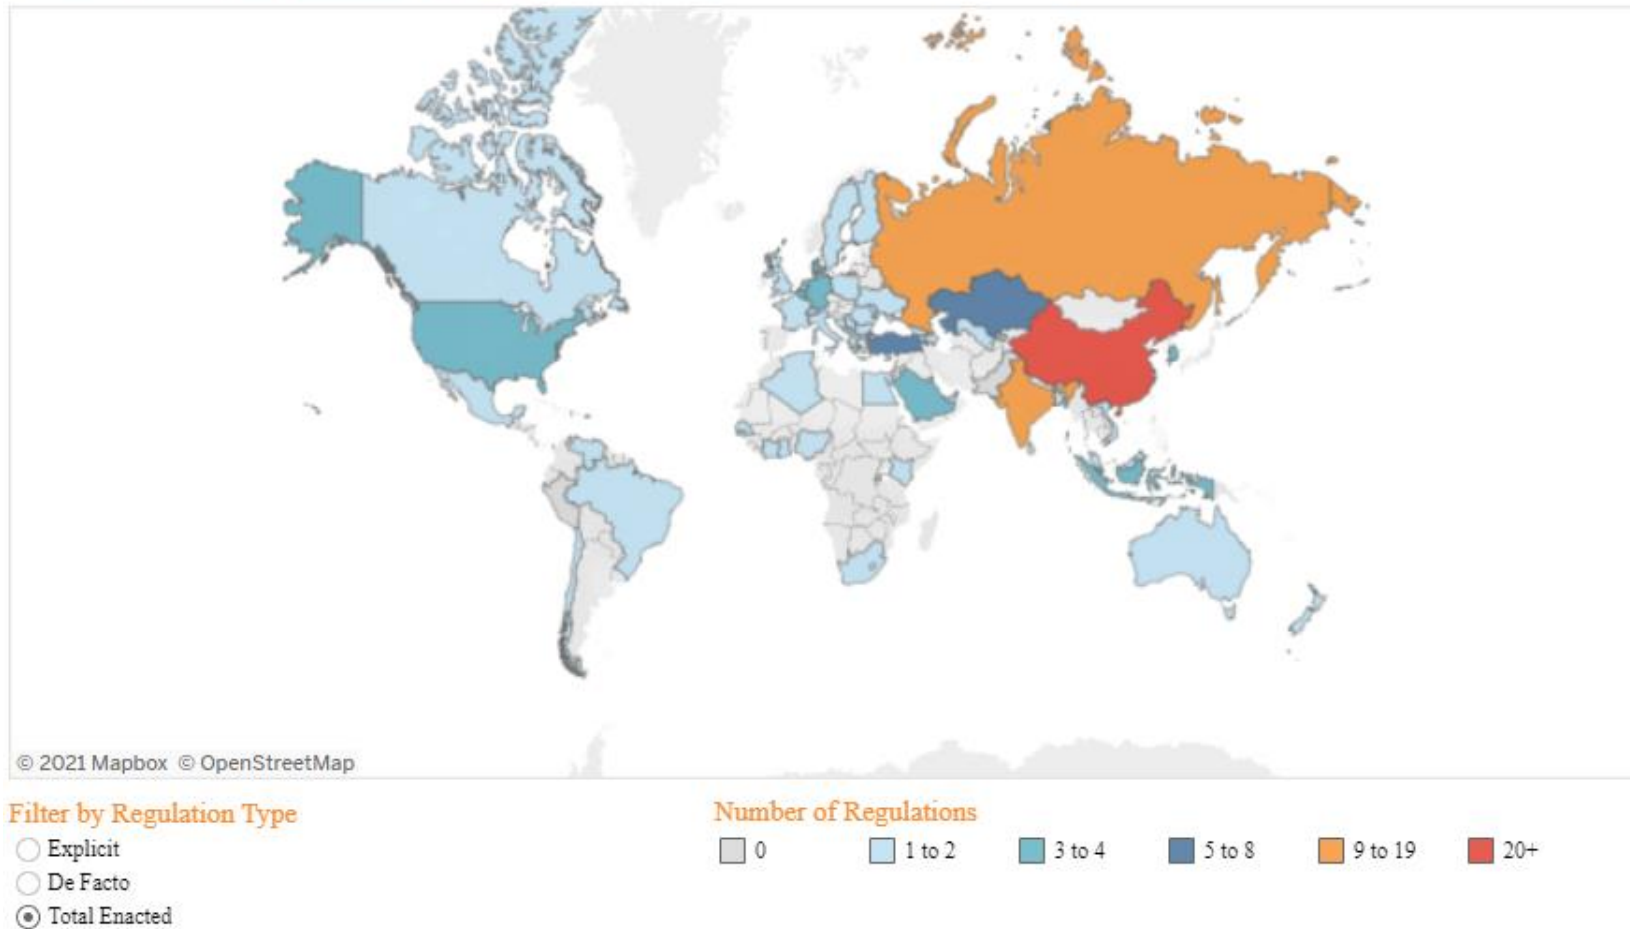 © 2021 Mapbox © OpenStreetMap
Filter by Regulation Type
Explicit
De Facto
Total Enacted
Number of Regulations
0 1 to 2 3 to 4 5 to 8 9 to 19 20+